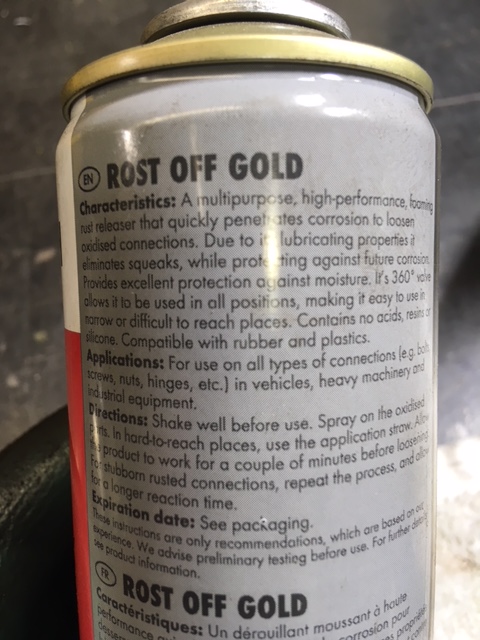 EN ROST OFF GOLD
Characteristics: A multipurpose, high-performance, foaming
rust releaser that quickly penetrates corrosion to loosen
oxidised connections. Due to its lubricating properties it
eliminates squeaks, while protecting against future corrosion.
Provides excellent protection against moisture. It's 360° valve
allows it to be used in all positions, making it easy to use in
narrow or difficult to reach places. Contains no acids, resins or
silicone. Compatible with rubber and plastics.
Applications: For use on all types of connections (e.g. bolts,
screws, nuts, hinges, etc.) in vehicles, heavy machinery and
industrial equipment.
Directions: Shake well before use. Spray on the oxidised
parts. In hard-to-reach places, use the application straw. Allow
product to work for a couple of minutes before loosening.
For stubborn rusted connections, repeat the process, and allow
for a longer reaction time.
Expiration date: See packaging.
These instructions are only recommendations, which are based on our
experience. We advise preliminary testing before use. For further details
see product information.
FR ROST OFF GOLD
Caractéristiques: Un dérouillant moussant à haute
performance corrosion pour